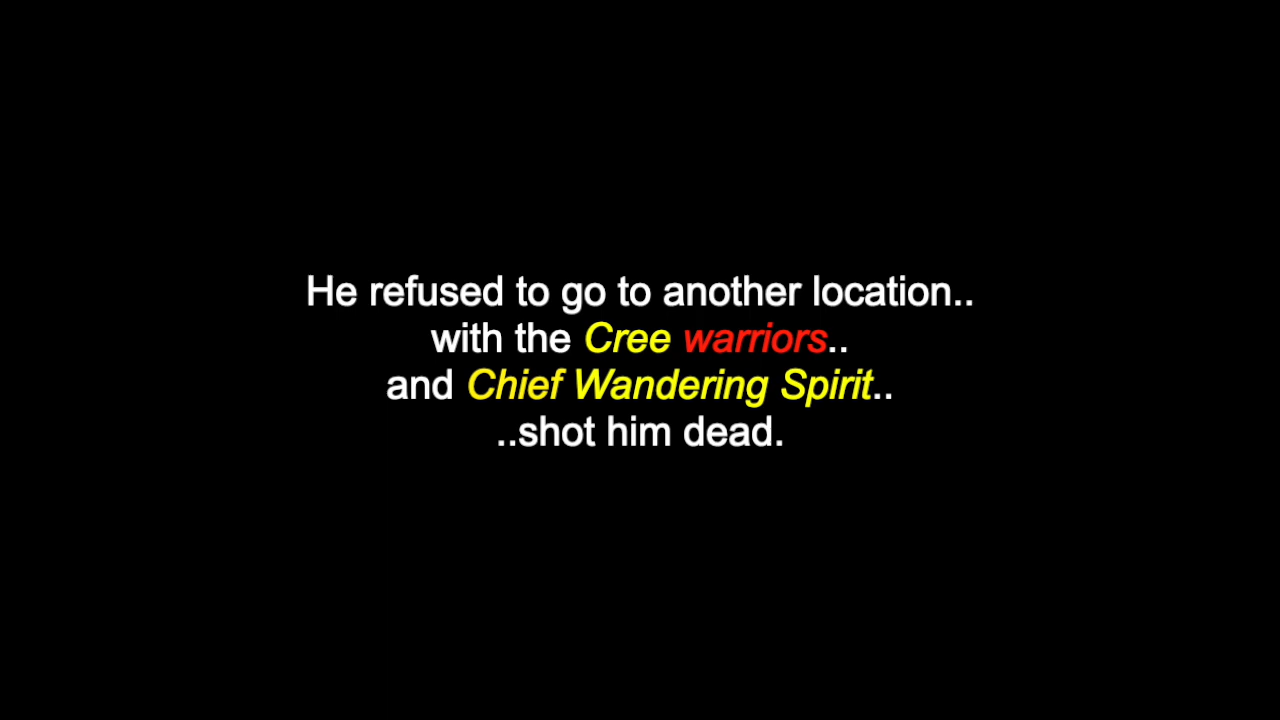 He refused to go to another location..
with the Cree warriors..
and Chief Wandering Spirit..
..shot him dead.